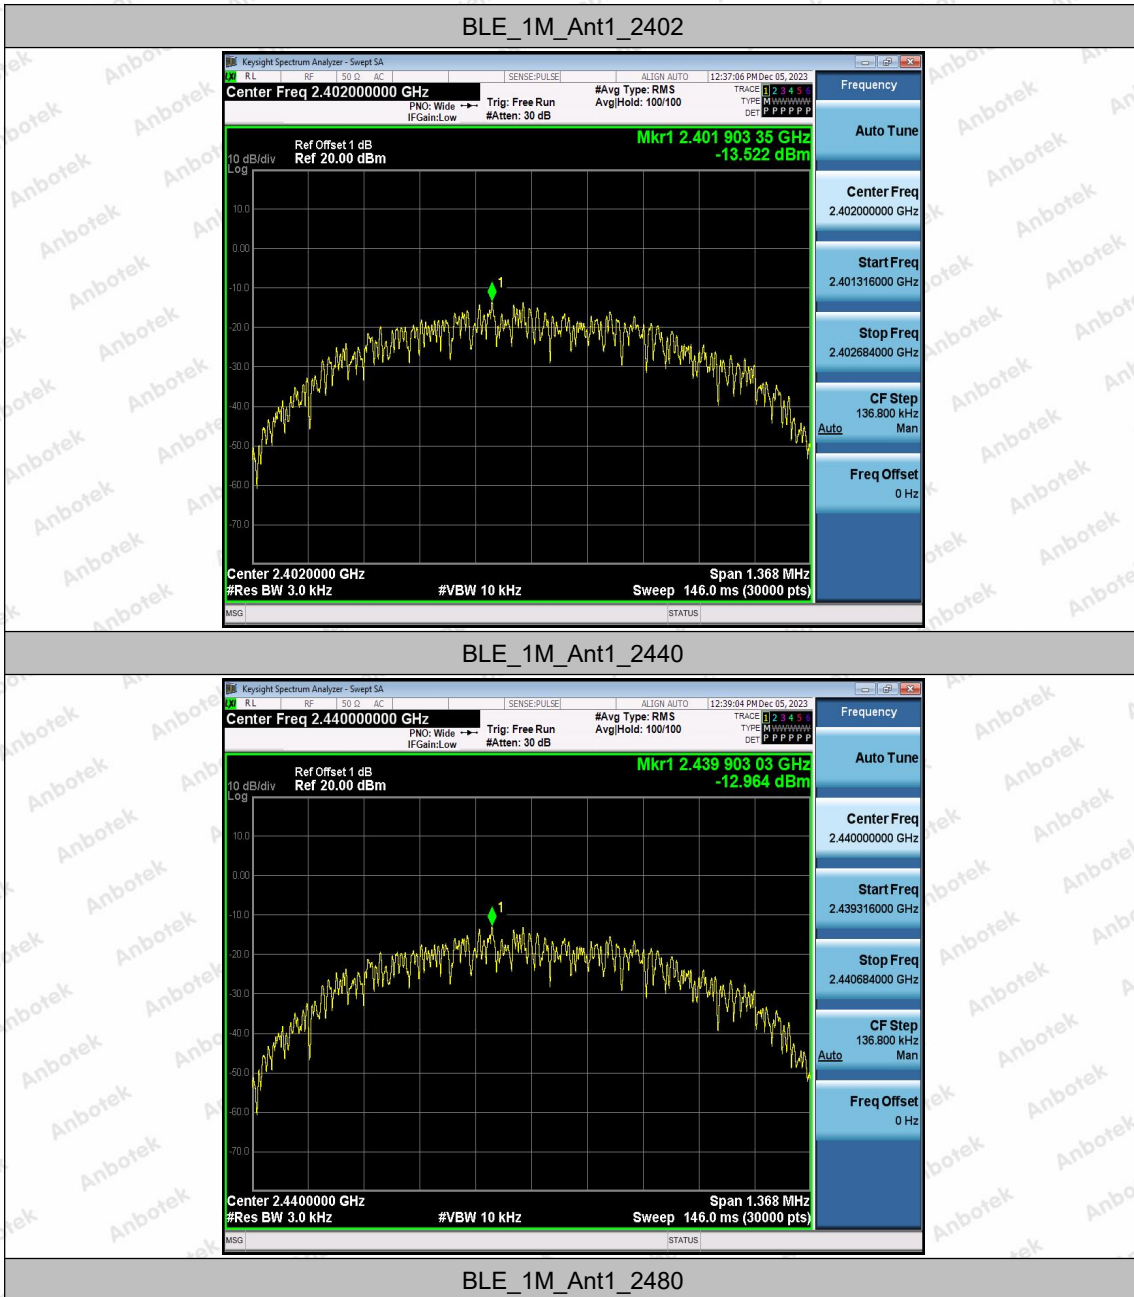 BLE_1M_Ant1_2402
Keysight Spectrum Analyzer - Swept SA
LXI RL RF 50 Ω AC SENSE:PULSE ALIGN AUTO 12:37:06 PM Dec 05, 2023
Center Freq 2.402000000 GHz
PNO: Wide
IFGain:Low
Trig: Free Run
#Atten: 30 dB
#Avg Type: RMS
Avg|Hold: 100/100
TRACE 1 2 3 4 5 6
TYPE M W W W W W
DET P P P P P P
Mkr1 2.401 903 35 GHz
-13.522 dBm
Ref Offset 1 dB
10 dB/div Ref 20.00 dBm
Log
10.0
0.00
-10.0
-20.0
-30.0
-40.0
-50.0
-60.0
-70.0
1
Center 2.4020000 GHz Span 1.368 MHz
#Res BW 3.0 kHz #VBW 10 kHz Sweep 146.0 ms (30000 pts)
MSG STATUS
Frequency
Auto Tune
Center Freq
2.402000000 GHz
Start Freq
2.401316000 GHz
Stop Freq
2.402684000 GHz
CF Step
136.800 kHz
Auto Man
Freq Offset
0 Hz
BLE_1M_Ant1_2440
Keysight Spectrum Analyzer - Swept SA
LXI RL RF 50 Ω AC SENSE:PULSE ALIGN AUTO 12:39:04 PM Dec 05, 2023
Center Freq 2.440000000 GHz
PNO: Wide
IFGain:Low
Trig: Free Run
#Atten: 30 dB
#Avg Type: RMS
Avg|Hold: 100/100
TRACE 1 2 3 4 5 6
TYPE M W W W W W
DET P P P P P P
Mkr1 2.439 903 03 GHz
-12.964 dBm
Ref Offset 1 dB
10 dB/div Ref 20.00 dBm
Log
10.0
0.00
-10.0
-20.0
-30.0
-40.0
-50.0
-60.0
-70.0
1
Center 2.4400000 GHz Span 1.368 MHz
#Res BW 3.0 kHz #VBW 10 kHz Sweep 146.0 ms (30000 pts)
MSG STATUS
Frequency
Auto Tune
Center Freq
2.440000000 GHz
Start Freq
2.439316000 GHz
Stop Freq
2.440684000 GHz
CF Step
136.800 kHz
Auto Man
Freq Offset
0 Hz
BLE_1M_Ant1_2480